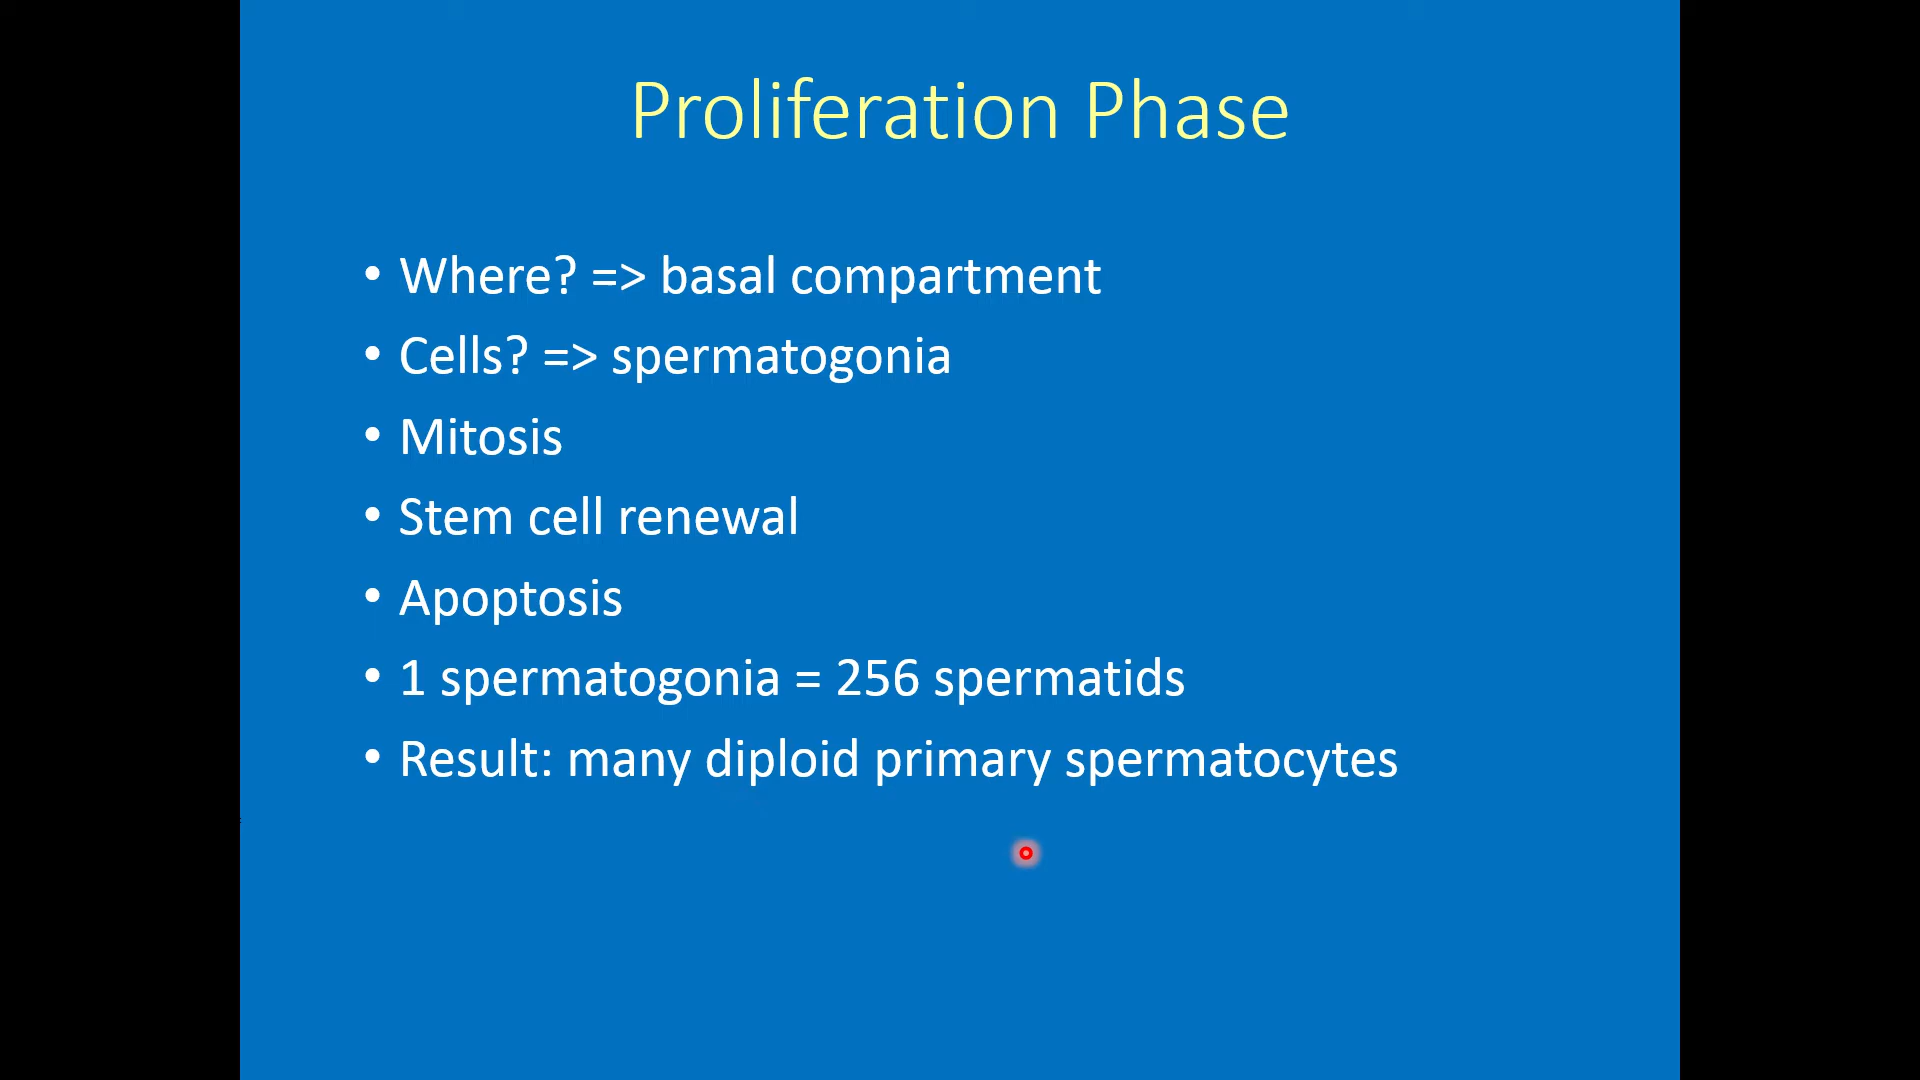 Proliferation Phase
• Where? => basal compartment
• Cells? => spermatogonia
• Mitosis
• Stem cell renewal
• Apoptosis
• 1 spermatogonia = 256 spermatids
• Result: many diploid primary spermatocytes